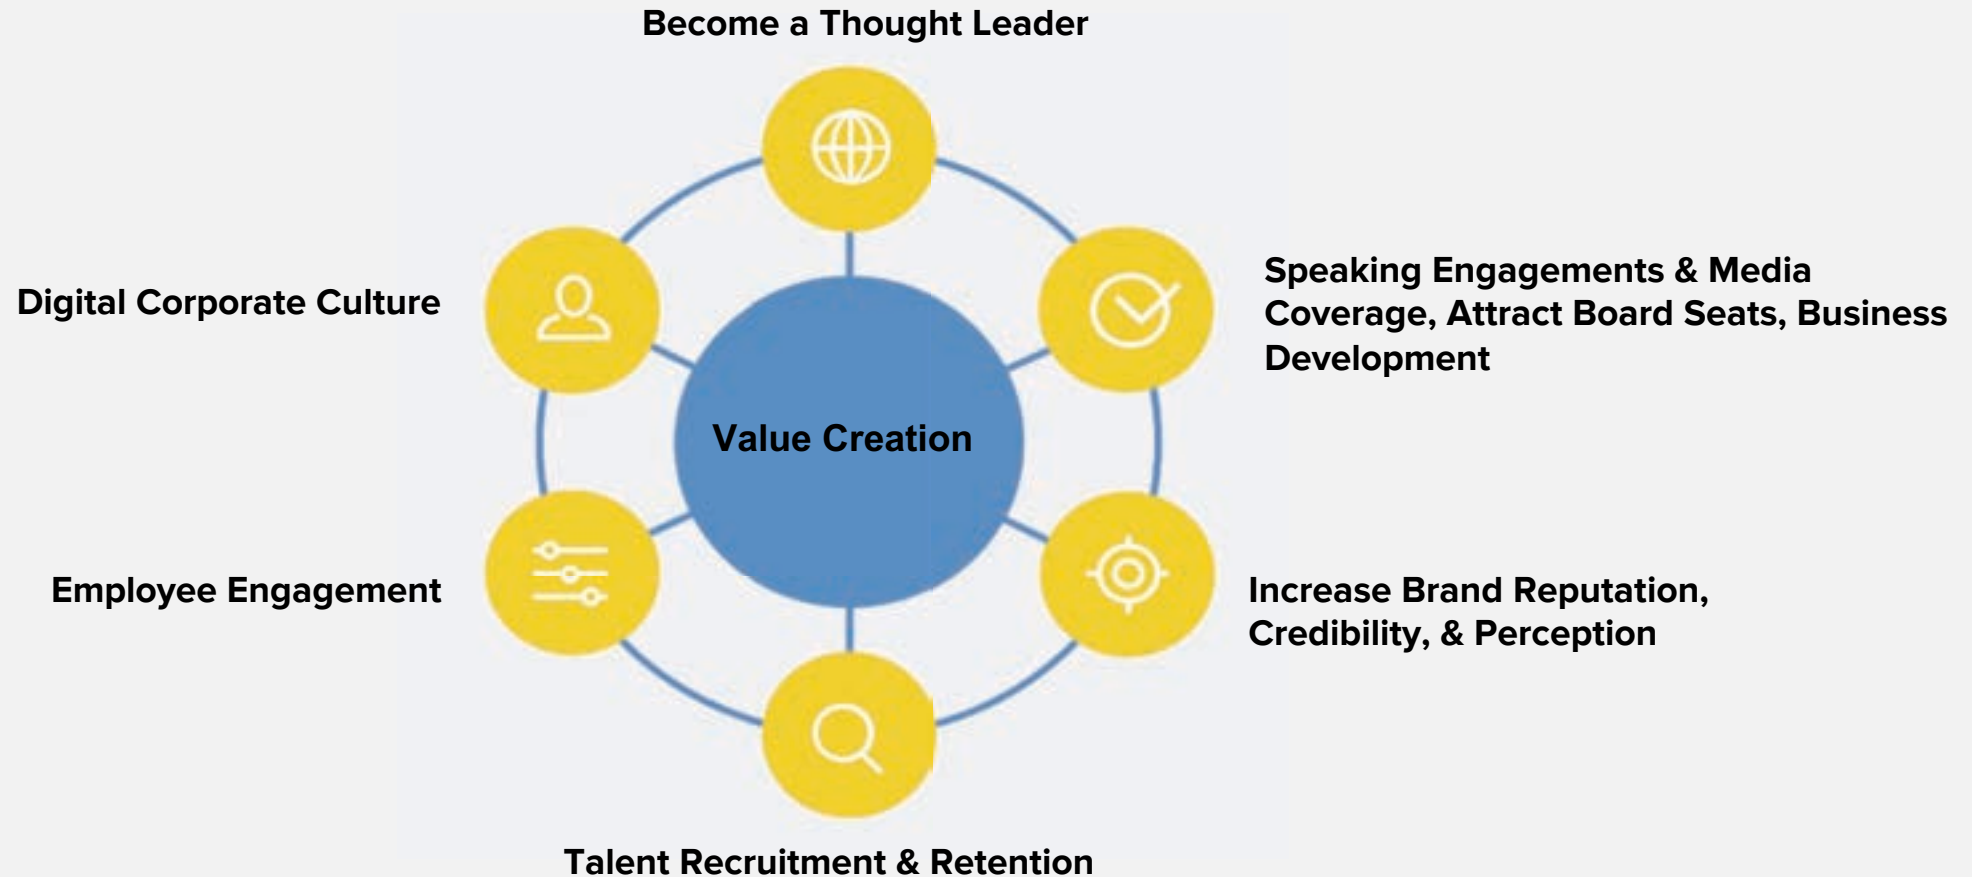 Become a Thought Leader
Speaking Engagements & Media
Coverage, Attract Board Seats, Business
Development
Digital Corporate Culture
Value Creation
Employee Engagement
Increase Brand Reputation,
Credibility, & Perception
Talent Recruitment & Retention